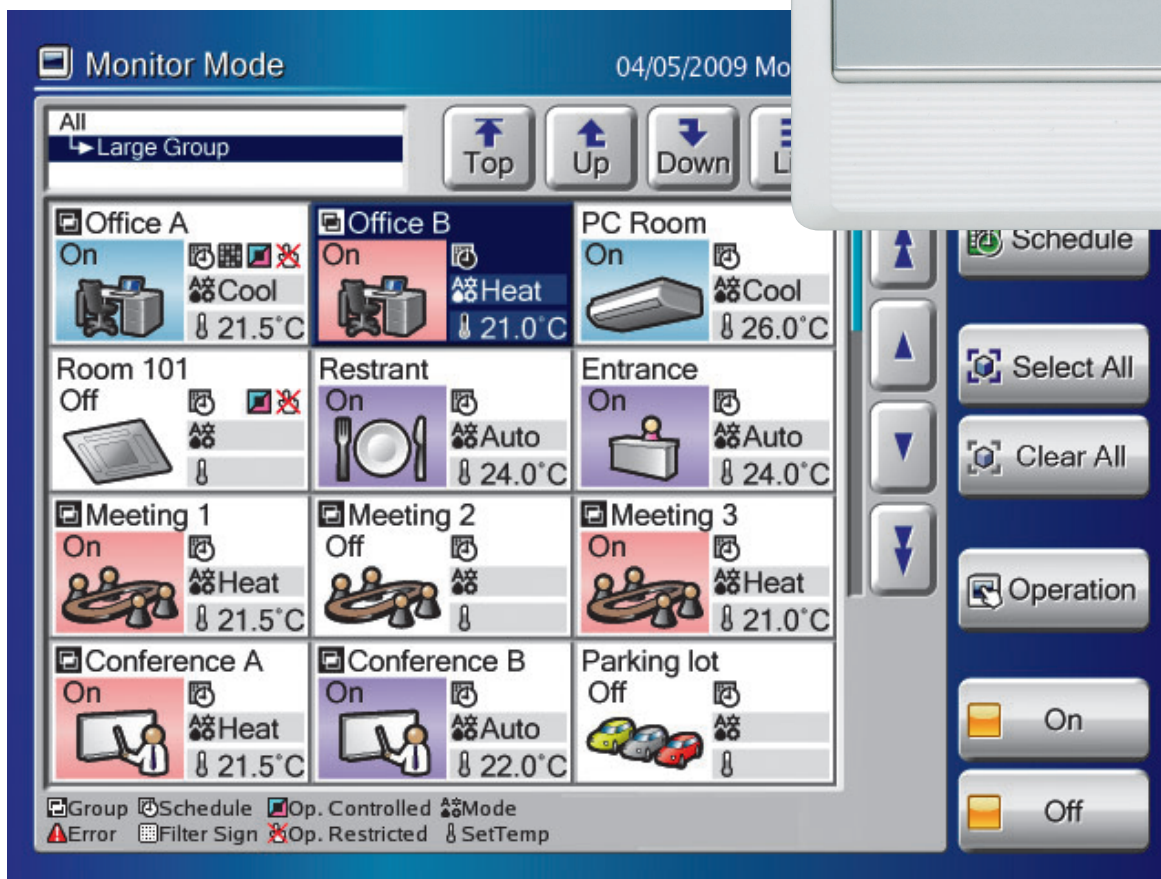 Monitor Mode
04/05/2009
All
Large Group
Top
Up
Down
Office A
On
Cool
21.5°C
Office B
On
Heat
21.0°C
PC Room
On
Cool
26.0°C
Room 101
Off
Restrant
On
Auto
24.0°C
Entrance
On
Auto
24.0°C
Meeting 1
On
Heat
21.5°C
Meeting 2
Off
Meeting 3
On
Heat
21.0°C
Conference A
On
Heat
21.5°C
Conference B
On
Auto
22.0°C
Parking lot
Off
Group Schedule Op. Controlled Mode
Error Filter Sign Op. Restricted SetTemp
Schedule
Select All
Clear All
Operation
On
Off